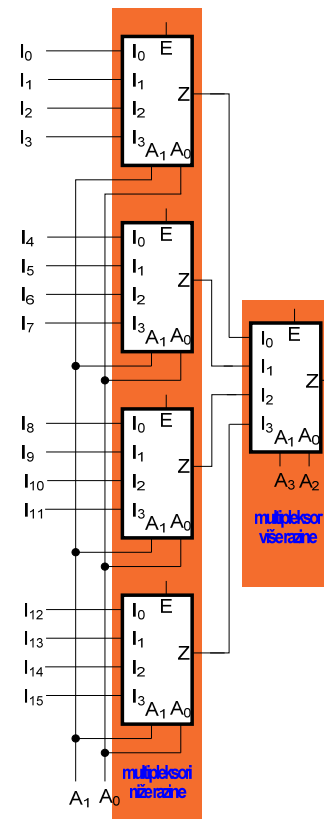 E
I₀ I₀
I₁ I₁
I₂ I₂
I₃ I₃
Z
A₁ A₀
E
I₄ I₀
I₅ I₁
I₆ I₂
I₇ I₃
Z
A₁ A₀
E
I₈ I₀
I₉ I₁
I₁₀ I₂
I₁₁ I₃
Z
A₁ A₀
E
I₁₂ I₀
I₁₃ I₁
I₁₄ I₂
I₁₅ I₃
Z
A₁ A₀
multipleksori
niže razine
A₁ A₀
E
I₀
I₁
I₂
I₃
Z
A₁ A₀
A₃ A₂
multipleksor
više razine